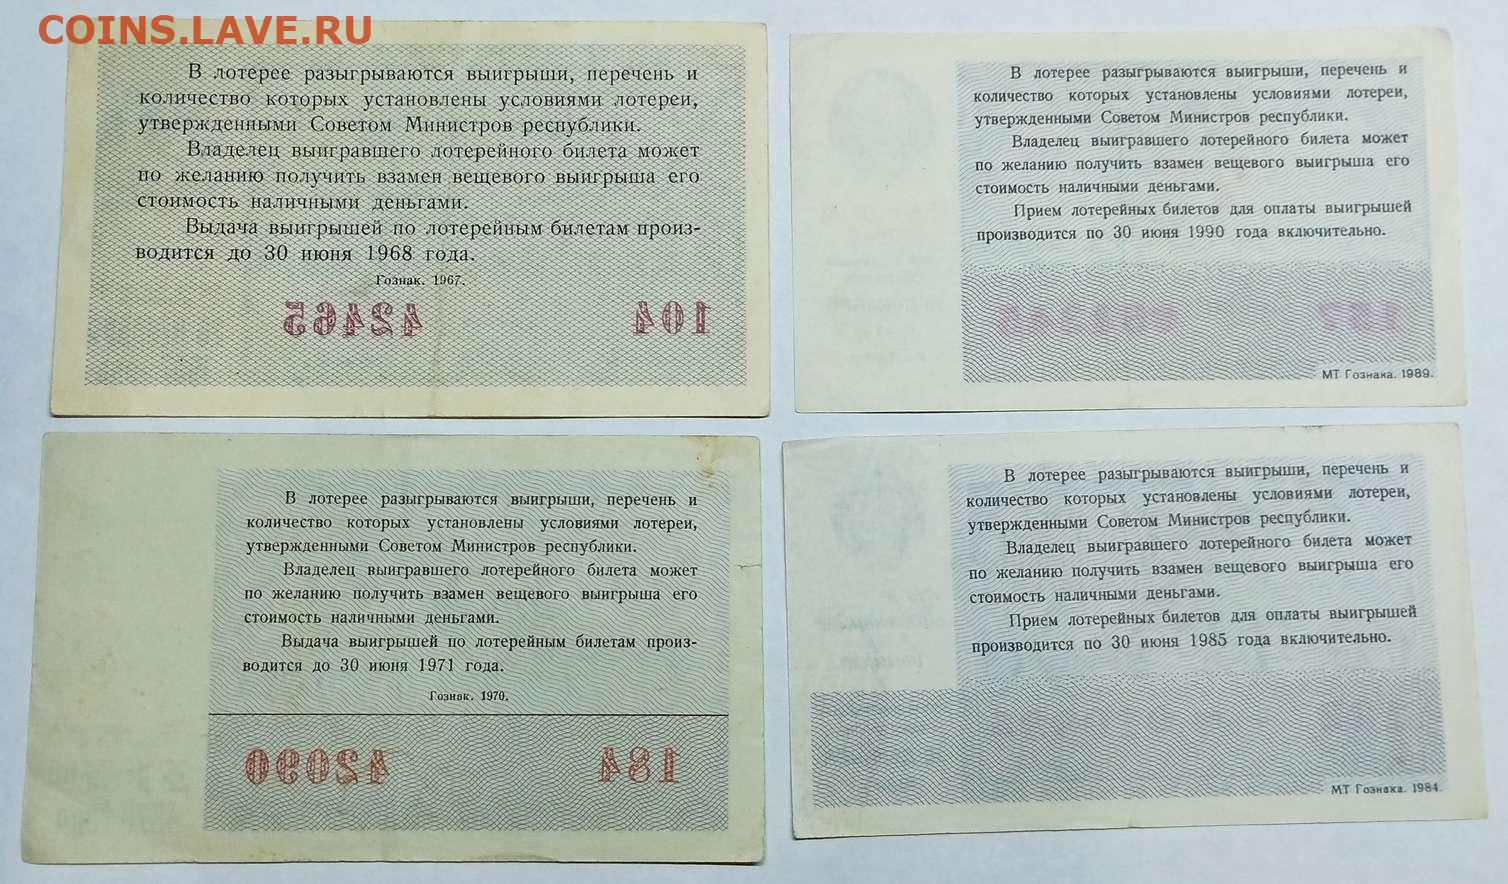 COINS.LAVE.RU
В лотерее разыгрываются выигрыши, перечень и
количество которых установлены условиями лотереи,
утвержденными Советом Министров республики.
Владелец выигравшего лотерейного билета может
по желанию получить взамен вещевого выигрыша его
стоимость наличными деньгами.
Выдача выигрышей по лотерейным билетам произ-
водится до 30 июня 1968 года.
Гознак. 1967.
42465 104
В лотерее разыгрываются выигрыши, перечень и
количество которых установлены условиями лотереи,
утвержденными Советом Министров республики.
Владелец выигравшего лотерейного билета может
по желанию получить взамен вещевого выигрыша его
стоимость наличными деньгами.
Прием лотерейных билетов для оплаты выигрышей
производится по 30 июня 1990 года включительно.
МТ Гознака. 1989.
В лотерее разыгрываются выигрыши, перечень и
количество которых установлены условиями лотереи,
утвержденными Советом Министров республики.
Владелец выигравшего лотерейного билета может
по желанию получить взамен вещевого выигрыша его
стоимость наличными деньгами.
Выдача выигрышей по лотерейным билетам произ-
водится до 30 июня 1971 года.
Гознак. 1970.
42090 184
В лотерее разыгрываются выигрыши, перечень и
количество которых установлены условиями лотереи,
утвержденными Советом Министров республики.
Владелец выигравшего лотерейного билета может
по желанию получить взамен вещевого выигрыша его
стоимость наличными деньгами.
Прием лотерейных билетов для оплаты выигрышей
производится по 30 июня 1985 года включительно.
МТ Гознака. 1984.